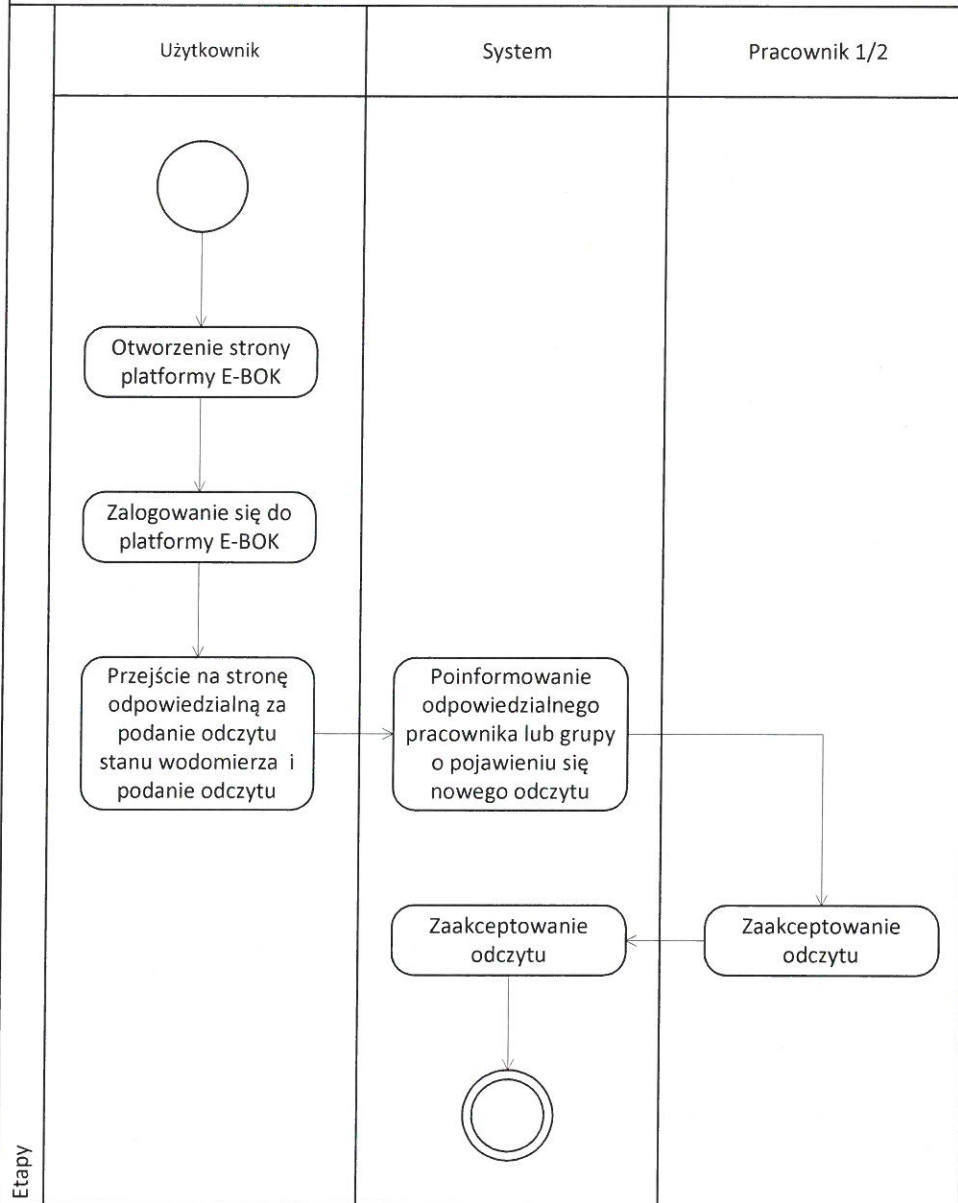 Użytkownik
System
Pracownik 1/2
Otworzenie strony
platformy E-BOK
Zalogowanie się do
platformy E-BOK
Przejście na stronę
odpowiedzialną za
podanie odczytu
stanu wodomierza i
podanie odczytu
Poinformowanie
odpowiedzialnego
pracownika lub grupy
o pojawieniu się
nowego odczytu
Zaakceptowanie
odczytu
Zaakceptowanie
odczytu
Etapy